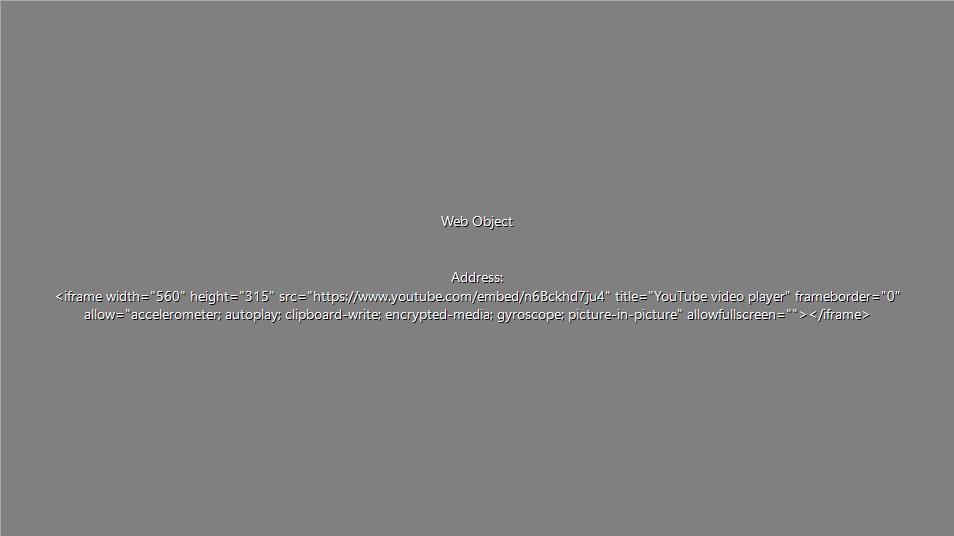 Web Object
Address:
<iframe width="560" height="315" src="https://www.youtube.com/embed/n6Bckhd7ju4" title="YouTube video player" frameborder="0"
allow="accelerometer; autoplay; clipboard-write; encrypted-media; gyroscope; picture-in-picture" allowfullscreen=""></iframe>